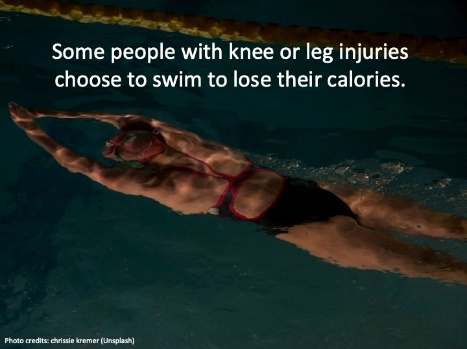 Some people with knee or leg injuries
choose to swim to lose their calories.
Photo credits: chrissie kremer (Unsplash)